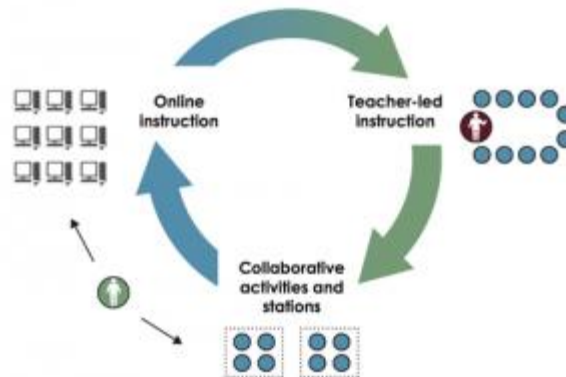 Online
instruction
Teacher-led
instruction
Collaborative
activities and
stations